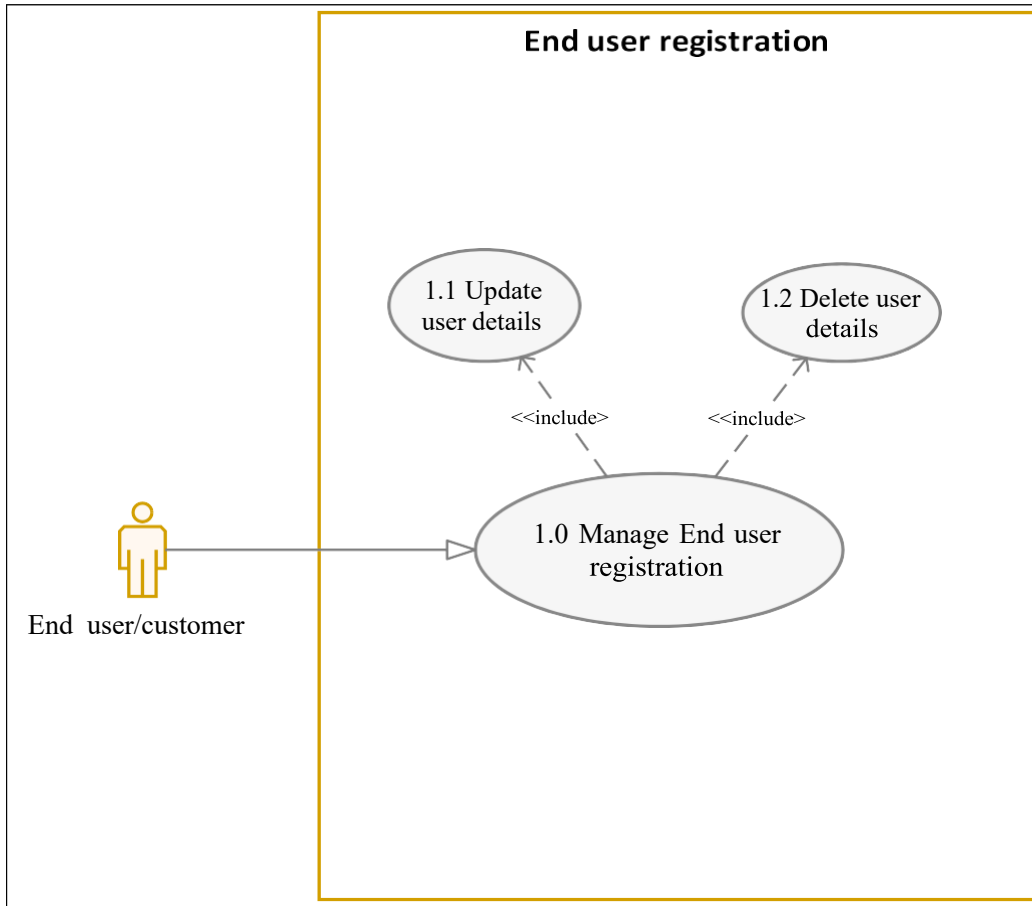 End user registration
1.1 Update
user details
1.2 Delete user
details
<<include>
<<include>
1.0 Manage End user
registration
End user/customer